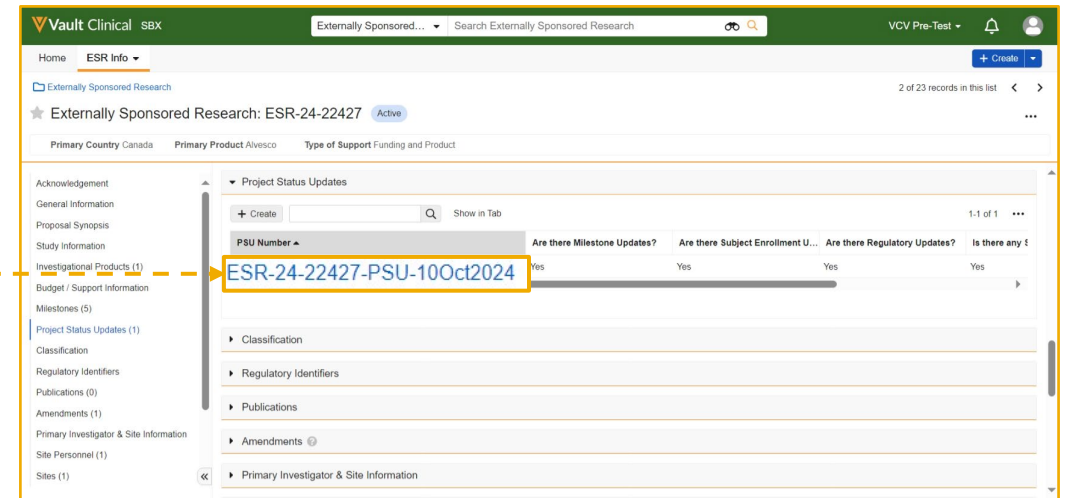 Vault Clinical SBX
Externally Sponsored...
Search Externally Sponsored Research
VCV Pre-Test
Home
ESR Info
+ Create
Externally Sponsored Research
2 of 23 records in this list
Externally Sponsored Research: ESR-24-22427
Active
Primary Country Canada
Primary Product Alvesco
Type of Support Funding and Product
Acknowledgement
General Information
Proposal Synopsis
Study Information
Investigational Products (1)
Budget / Support Information
Milestones (5)
Project Status Updates (1)
Classification
Regulatory Identifiers
Publications (0)
Amendments (1)
Primary Investigator & Site Information
Site Personnel (1)
Sites (1)
Project Status Updates
+ Create
Show in Tab
1-1 of 1
PSU Number
Are there Milestone Updates?
Are there Subject Enrollment U...
Are there Regulatory Updates?
Is there any S
ESR-24-22427-PSU-10Oct2024
Yes
Yes
Yes
Yes
Classification
Regulatory Identifiers
Publications
Amendments
Primary Investigator & Site Information